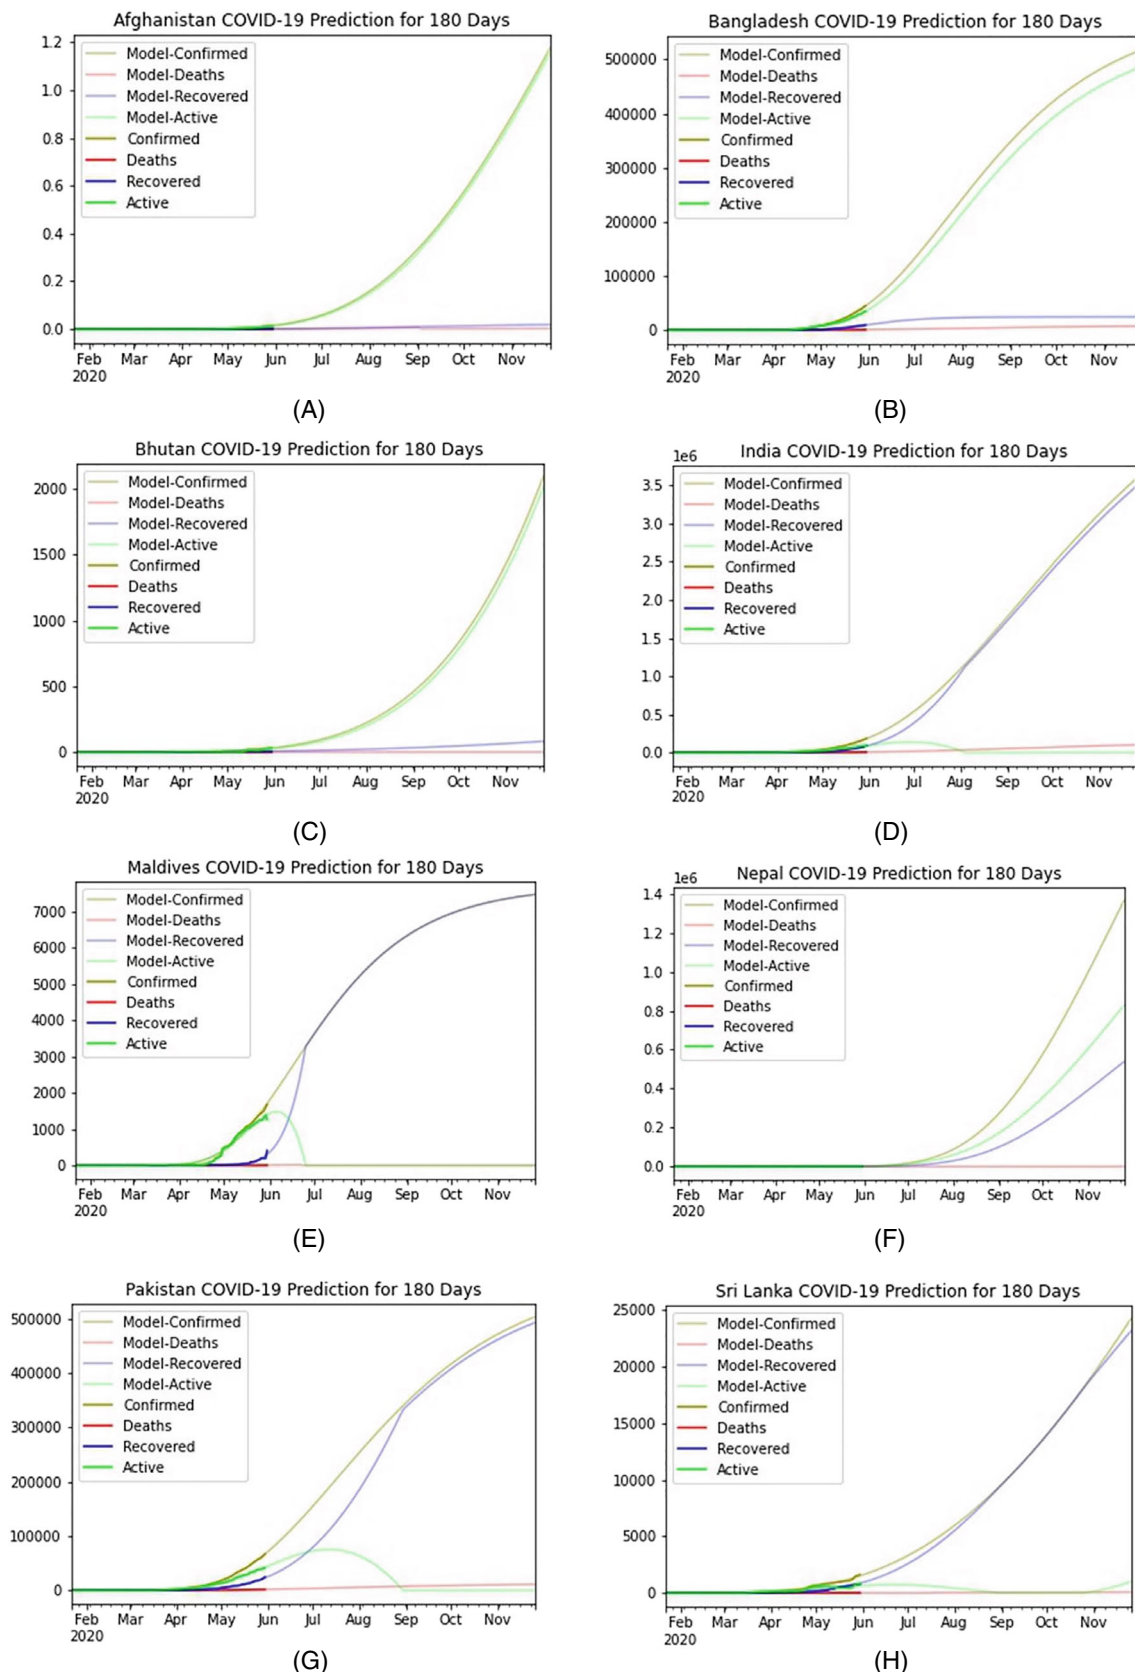 Afghanistan COVID-19 Prediction for 180 Days
1.2
1.0
0.8
0.6
0.4
0.2
0.0
Model-Confirmed
Model-Deaths
Model-Recovered
Model-Active
Confirmed
Deaths
Recovered
Active
Feb Mar Apr May Jun Jul Aug Sep Oct Nov
2020
(A)
Bangladesh COVID-19 Prediction for 180 Days
500000
400000
300000
200000
100000
0
Model-Confirmed
Model-Deaths
Model-Recovered
Model-Active
Confirmed
Deaths
Recovered
Active
Feb Mar Apr May Jun Jul Aug Sep Oct Nov
2020
(B)
Bhutan COVID-19 Prediction for 180 Days
2000
1500
1000
500
0
Model-Confirmed
Model-Deaths
Model-Recovered
Model-Active
Confirmed
Deaths
Recovered
Active
Feb Mar Apr May Jun Jul Aug Sep Oct Nov
2020
(C)
India COVID-19 Prediction for 180 Days
1e6
3.5
3.0
2.5
2.0
1.5
1.0
0.5
0.0
Model-Confirmed
Model-Deaths
Model-Recovered
Model-Active
Confirmed
Deaths
Recovered
Active
Feb Mar Apr May Jun Jul Aug Sep Oct Nov
2020
(D)
Maldives COVID-19 Prediction for 180 Days
7000
6000
5000
4000
3000
2000
1000
0
Model-Confirmed
Model-Deaths
Model-Recovered
Model-Active
Confirmed
Deaths
Recovered
Active
Feb Mar Apr May Jun Jul Aug Sep Oct Nov
2020
(E)
Nepal COVID-19 Prediction for 180 Days
1e6
1.4
1.2
1.0
0.8
0.6
0.4
0.2
0.0
Model-Confirmed
Model-Deaths
Model-Recovered
Model-Active
Confirmed
Deaths
Recovered
Active
Feb Mar Apr May Jun Jul Aug Sep Oct Nov
2020
(F)
Pakistan COVID-19 Prediction for 180 Days
500000
400000
300000
200000
100000
0
Model-Confirmed
Model-Deaths
Model-Recovered
Model-Active
Confirmed
Deaths
Recovered
Active
Feb Mar Apr May Jun Jul Aug Sep Oct Nov
2020
(G)
Sri Lanka COVID-19 Prediction for 180 Days
25000
20000
15000
10000
5000
0
Model-Confirmed
Model-Deaths
Model-Recovered
Model-Active
Confirmed
Deaths
Recovered
Active
Feb Mar Apr May Jun Jul Aug Sep Oct Nov
2020
(H)